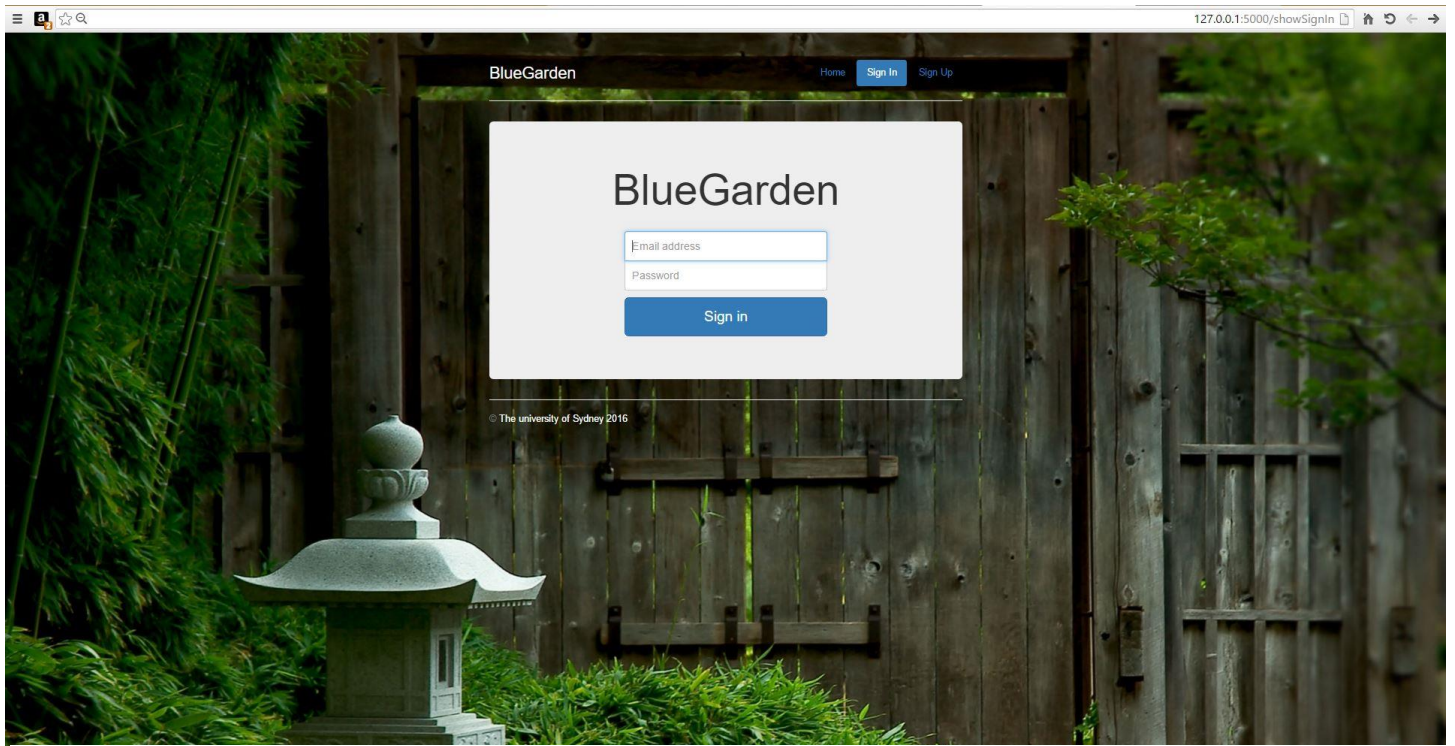 127.0.0.1:5000/showSignIn
BlueGarden Home Sign In Sign Up
BlueGarden
Email address
Password
Sign in
© The university of Sydney 2016